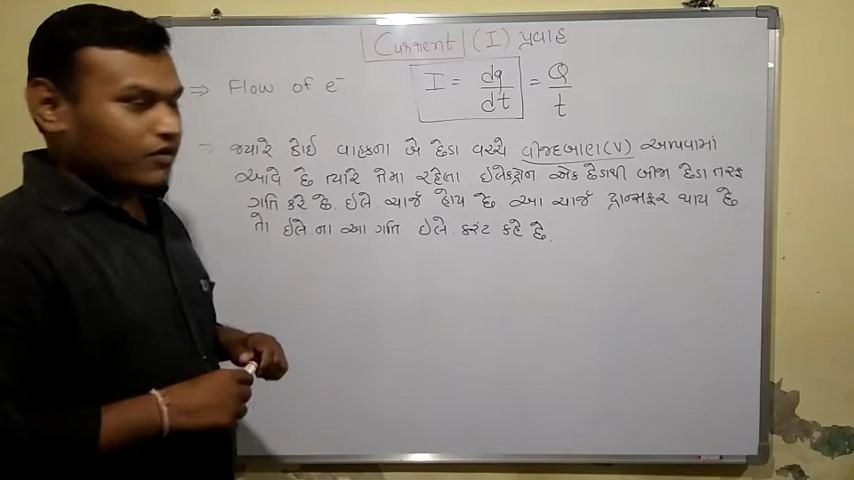 Current (I) પ્રવાહ
⇒ Flow of e⁻
I = dq/dt = Q/t
⇒ જ્યારે કોઈ વાહકના બે છેડા વચ્ચે વીજદબાણ (V) આપવામાં
આવે છે ત્યારે તેમા રહેલા ઈલેક્ટ્રોન એક છેડાથી બીજા છેડા તરફ
ગતિ કરે છે. ઈલે. ચાર્જ હોય છે. આ ચાર્જ ટ્રાન્સફર થાય છે.
તો ઈલે ના આ ગતિ ઈલે. કરંટ કહે છે.